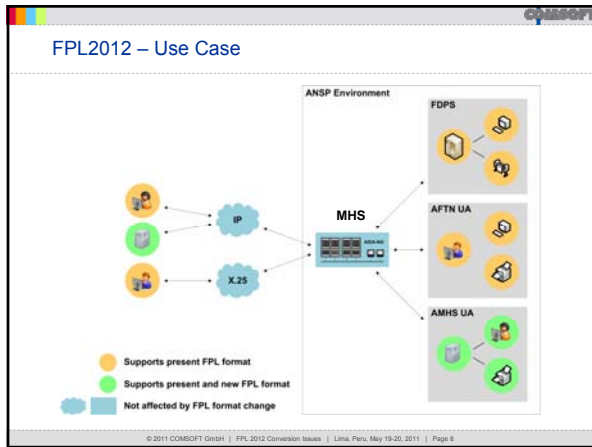 COMSOFT
FPL2012 – Use Case
ANSP Environment
FDPS
IP
MHS
AIDA-NG
AFTN UA
X.25
AMHS UA
Supports present FPL format
Supports present and new FPL format
Not affected by FPL format change
© 2011 COMSOFT GmbH | FPL 2012 Conversion Issues | Lima, Peru, May 19-20, 2011 | Page 8